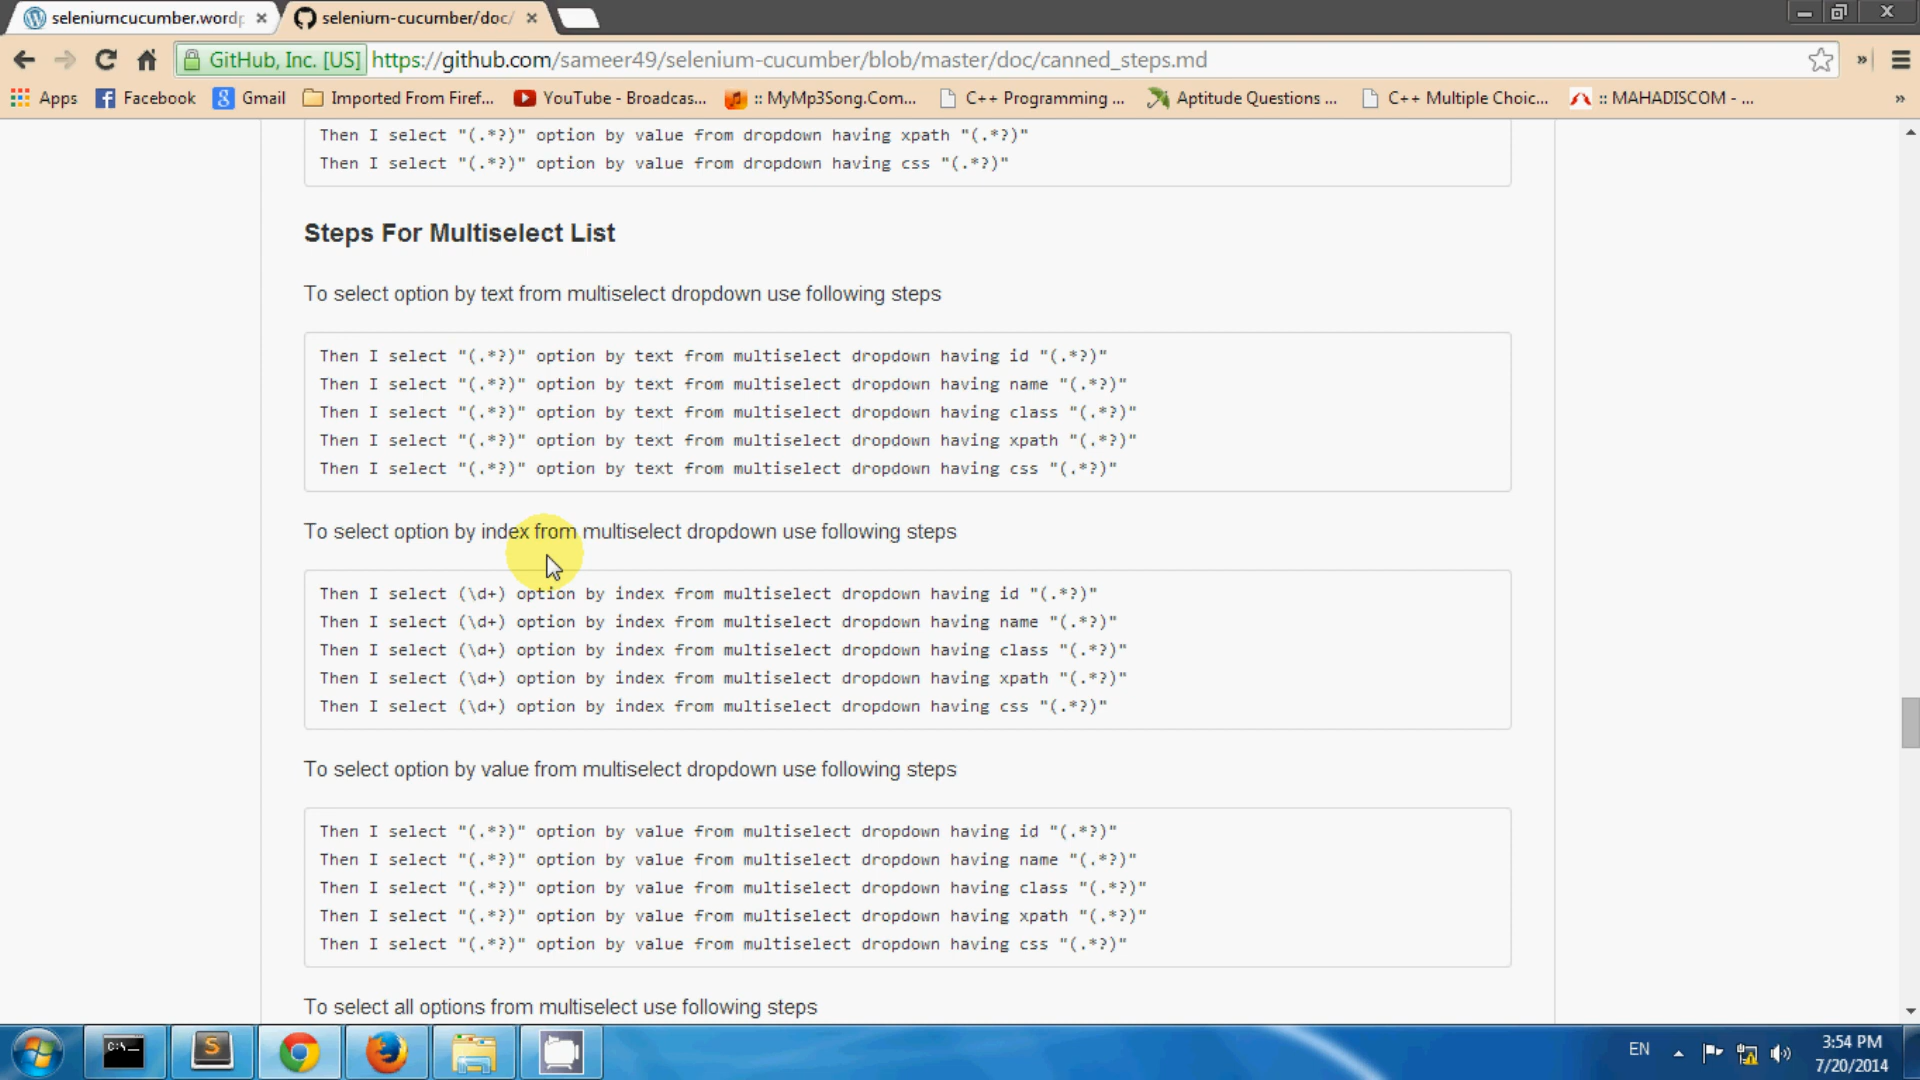 seleniumcucumber.wordp
selenium-cucumber/doc/
GitHub, Inc. [US] https://github.com/sameer49/selenium-cucumber/blob/master/doc/canned_steps.md
Apps Facebook Gmail Imported From Firef... YouTube - Broadcas... :: MyMp3Song.Com... C++ Programming ... Aptitude Questions ... C++ Multiple Choic... :: MAHADISCOM - ...
Then I select "(.*?)" option by value from dropdown having xpath "(.*?)"
Then I select "(.*?)" option by value from dropdown having css "(.*?)"
Steps For Multiselect List
To select option by text from multiselect dropdown use following steps
Then I select "(.*?)" option by text from multiselect dropdown having id "(.*?)"
Then I select "(.*?)" option by text from multiselect dropdown having name "(.*?)"
Then I select "(.*?)" option by text from multiselect dropdown having class "(.*?)"
Then I select "(.*?)" option by text from multiselect dropdown having xpath "(.*?)"
Then I select "(.*?)" option by text from multiselect dropdown having css "(.*?)"
To select option by index from multiselect dropdown use following steps
Then I select (\d+) option by index from multiselect dropdown having id "(.*?)"
Then I select (\d+) option by index from multiselect dropdown having name "(.*?)"
Then I select (\d+) option by index from multiselect dropdown having class "(.*?)"
Then I select (\d+) option by index from multiselect dropdown having xpath "(.*?)"
Then I select (\d+) option by index from multiselect dropdown having css "(.*?)"
To select option by value from multiselect dropdown use following steps
Then I select "(.*?)" option by value from multiselect dropdown having id "(.*?)"
Then I select "(.*?)" option by value from multiselect dropdown having name "(.*?)"
Then I select "(.*?)" option by value from multiselect dropdown having class "(.*?)"
Then I select "(.*?)" option by value from multiselect dropdown having xpath "(.*?)"
Then I select "(.*?)" option by value from multiselect dropdown having css "(.*?)"
To select all options from multiselect use following steps
EN
3:54 PM
7/20/2014